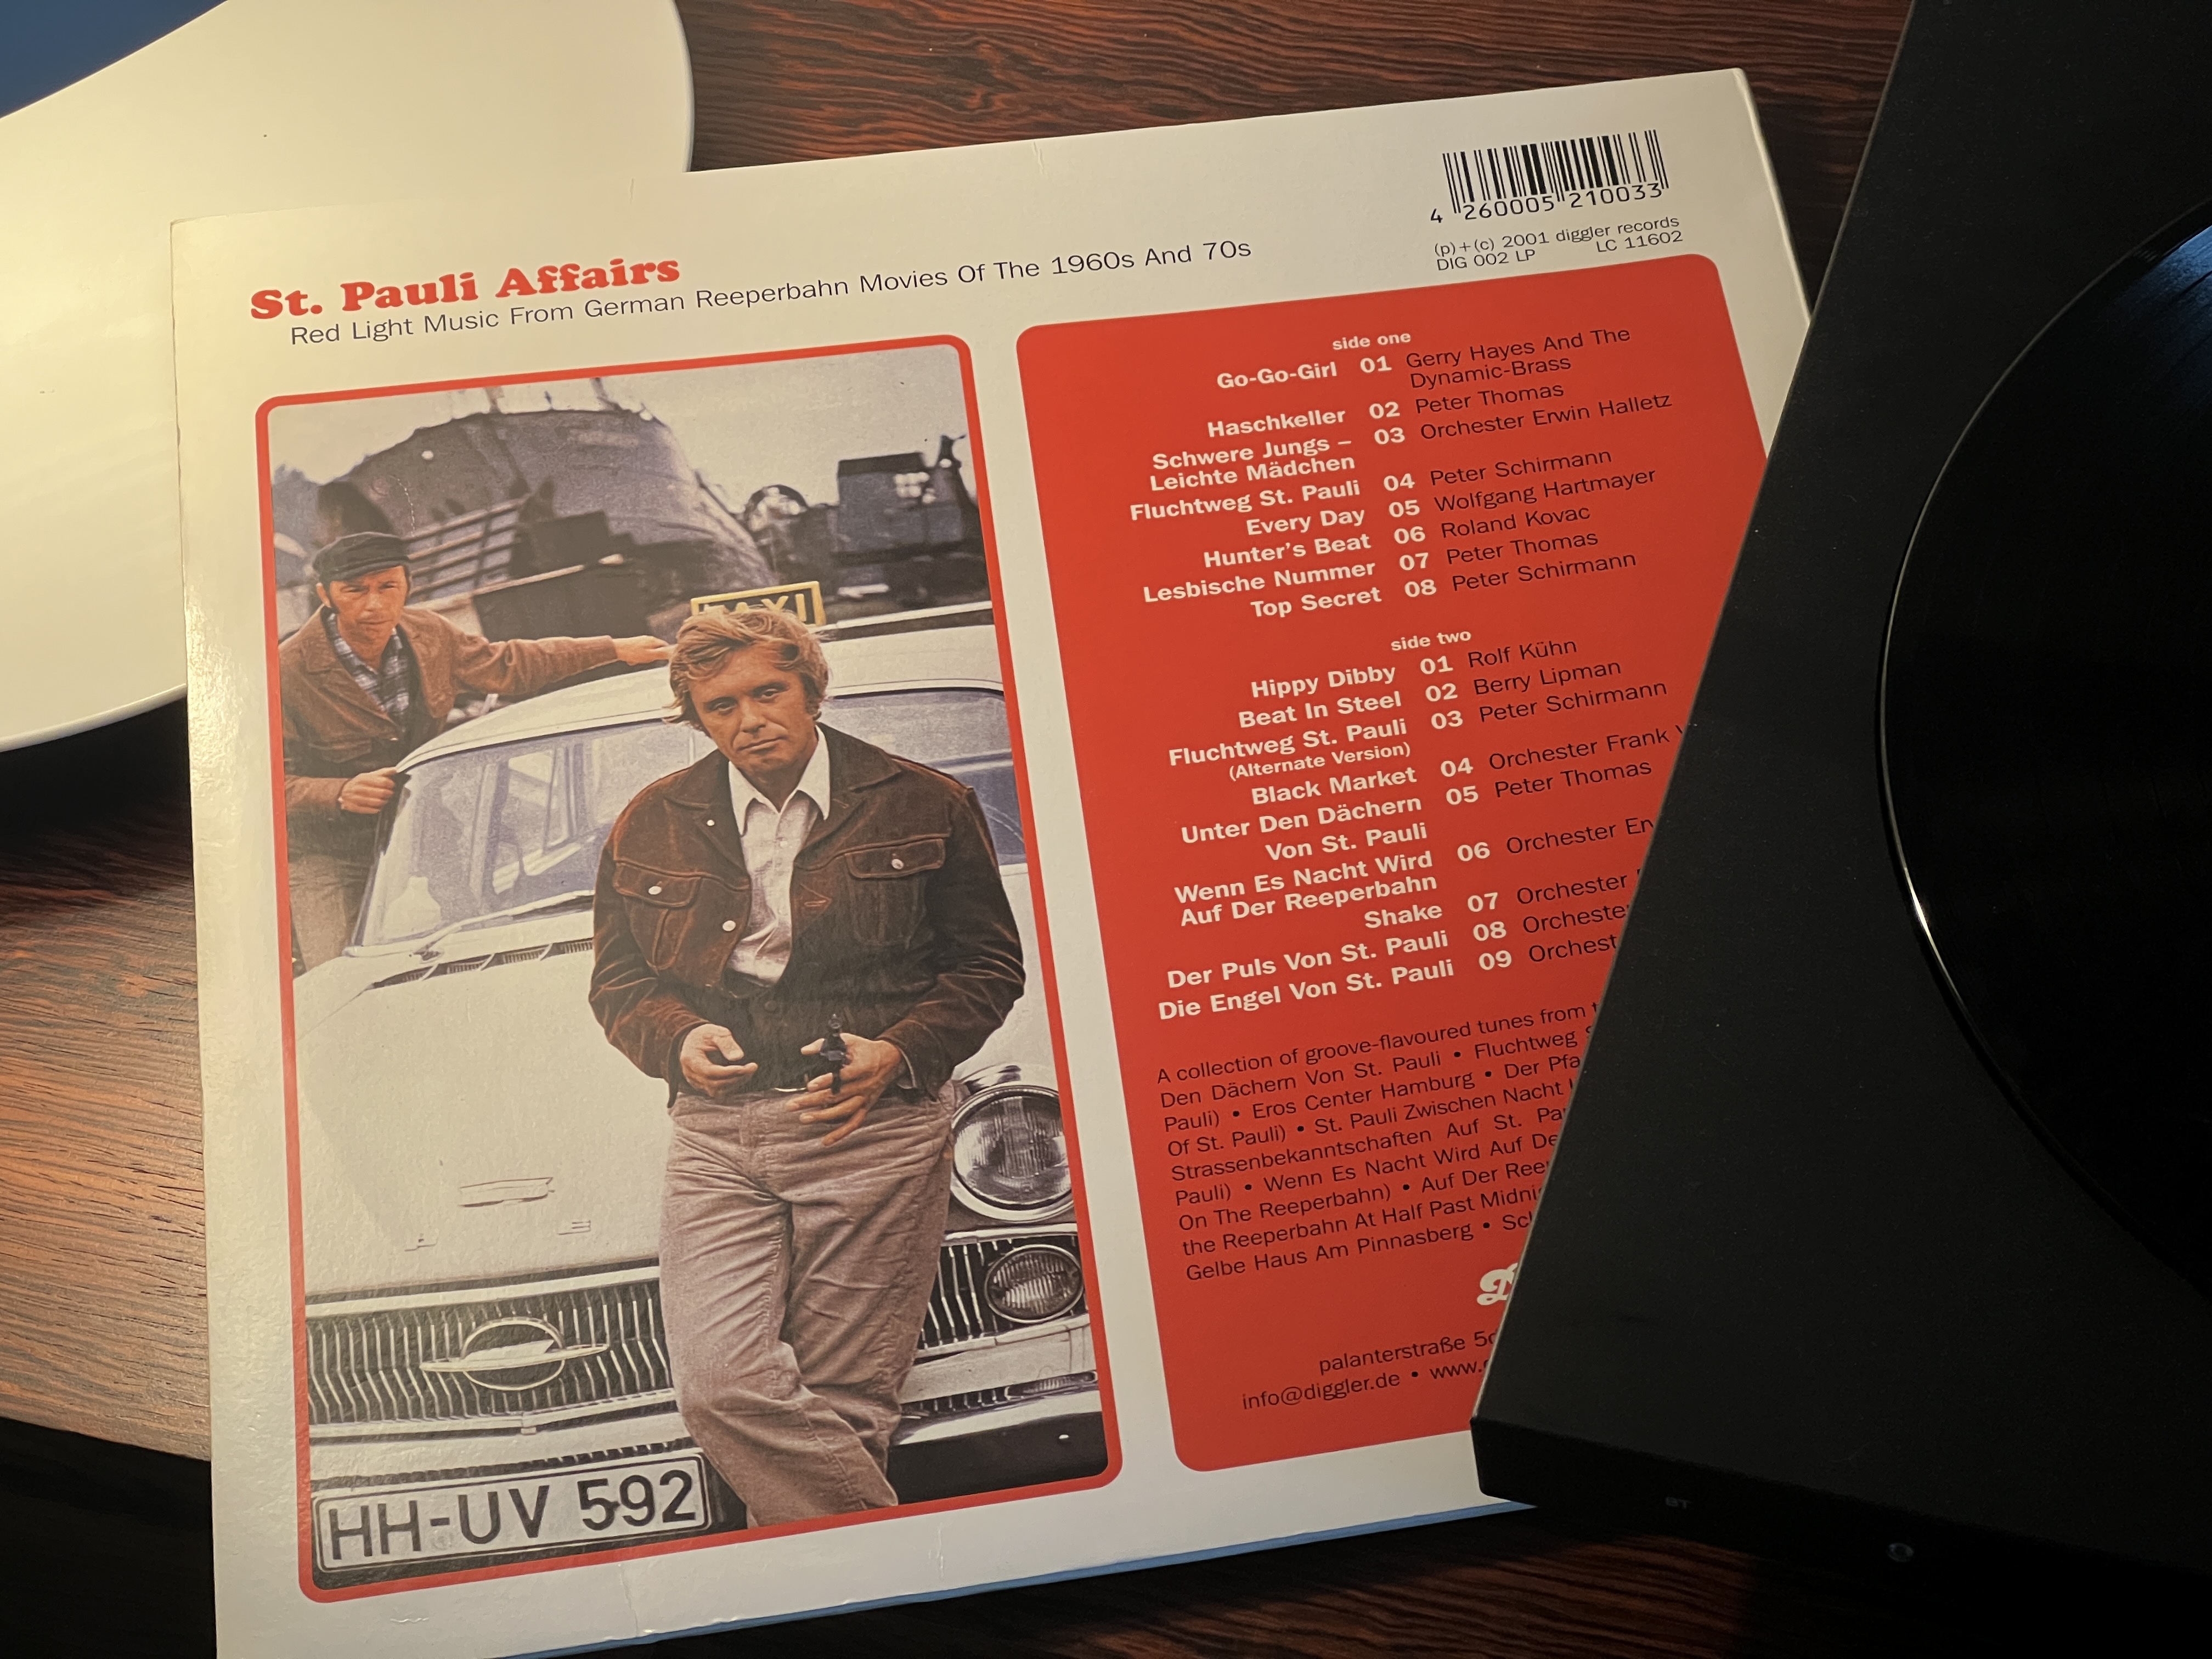 4 260005 210033
(p)+(c) 2001 diggler records
DIG 002 LP LC 11602
St. Pauli Affairs
Red Light Music From German Reeperbahn Movies Of The 1960s And 70s
TAXI
HH-UV 592
side one
Go-Go-Girl 01 Gerry Hayes And The
Dynamic-Brass
Haschkeller 02 Peter Thomas
Schwere Jungs – 03 Orchester Erwin Halletz
Leichte Mädchen
Fluchtweg St. Pauli 04 Peter Schirmann
Every Day 05 Wolfgang Hartmayer
Hunter's Beat 06 Roland Kovac
Lesbische Nummer 07 Peter Thomas
Top Secret 08 Peter Schirmann
side two
Hippy Dibby 01 Rolf Kühn
Beat In Steel 02 Berry Lipman
Fluchtweg St. Pauli 03 Peter Schirmann
(Alternate Version)
Black Market 04 Orchester Frank
Unter Den Dächern 05 Peter Thomas
Von St. Pauli
Wenn Es Nacht Wird 06 Orchester
Auf Der Reeperbahn
Shake 07 Orchester
Der Puls Von St. Pauli 08
Die Engel Von St. Pauli 09
A collection of groove-flavoured tunes from
Den Dächern Von St. Pauli • Fluchtweg
Pauli) • Eros Center Hamburg • Der
Of St. Pauli) • St. Pauli Zwischen Nacht
Strassenbekanntschaften Auf St.
Pauli) • Wenn Es Nacht Wird Auf
On The Reeperbahn) • Auf Der
the Reeperbahn At Half Past
Gelbe Haus Am Pinnasberg •
palanterstraße
info@diggler.de •
BT